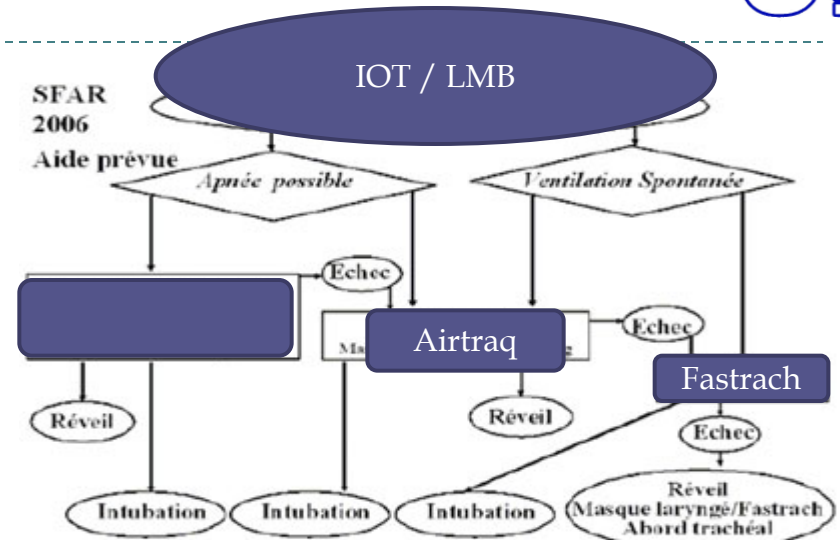 IOT / LMB
SFAR
2006
Aide prévue
Apnée possible
Ventilation Spontanée
Echec
Airtraq
Echec
Fastrach
Réveil
Réveil
Echec
Intubation
Intubation
Intubation
Réveil
Masque laryngé/Fastrach
Abord trachéal